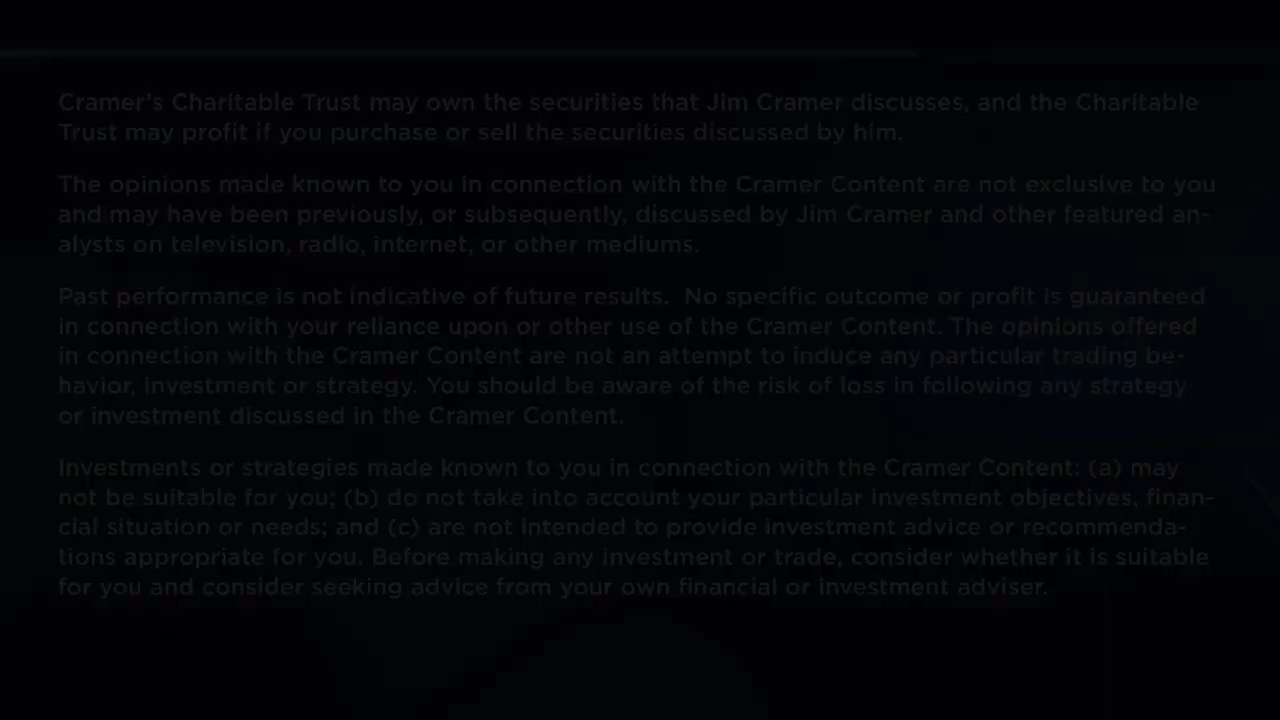 Cramer's Charitable Trust may own the securities that Jim Cramer discusses, and the Charitable
Trust may profit if you purchase or sell the securities discussed by him.
The opinions made known to you in connection with the Cramer Content are not exclusive to you
and may have been previously, or subsequently, discussed by Jim Cramer and other featured an-
alysts on television, radio, internet, or other mediums.
Past performance is not indicative of future results.  No specific outcome or profit is guaranteed
in connection with your reliance upon or other use of the Cramer Content. The opinions offered
in connection with the Cramer Content are not an attempt to induce any particular trading be-
havior, investment or strategy. You should be aware of the risk of loss in following any strategy
or investment discussed in the Cramer Content.
Investments or strategies made known to you in connection with the Cramer Content: (a) may
not be suitable for you; (b) do not take into account your particular investment objectives, finan-
cial situation or needs; and (c) are not intended to provide investment advice or recommenda-
tions appropriate for you. Before making any investment or trade, consider whether it is suitable
for you and consider seeking advice from your own financial or investment adviser.